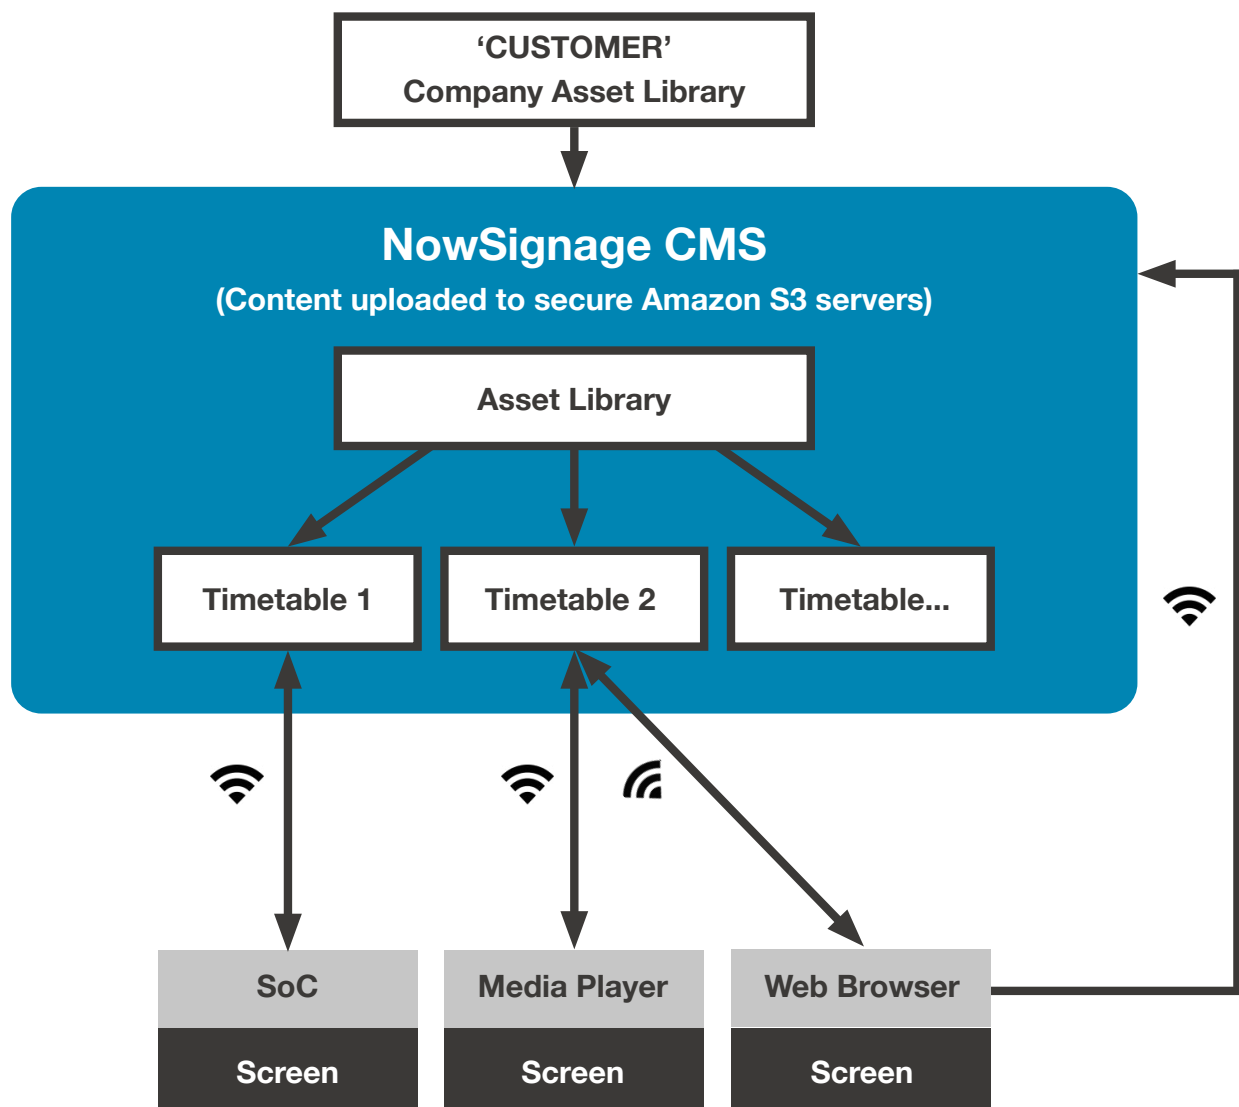 ‘CUSTOMER’
Company Asset Library
NowSignage CMS
(Content uploaded to secure Amazon S3 servers)
Asset Library
Timetable 1
Timetable 2
Timetable...
SoC
Media Player
Web Browser
Screen
Screen
Screen